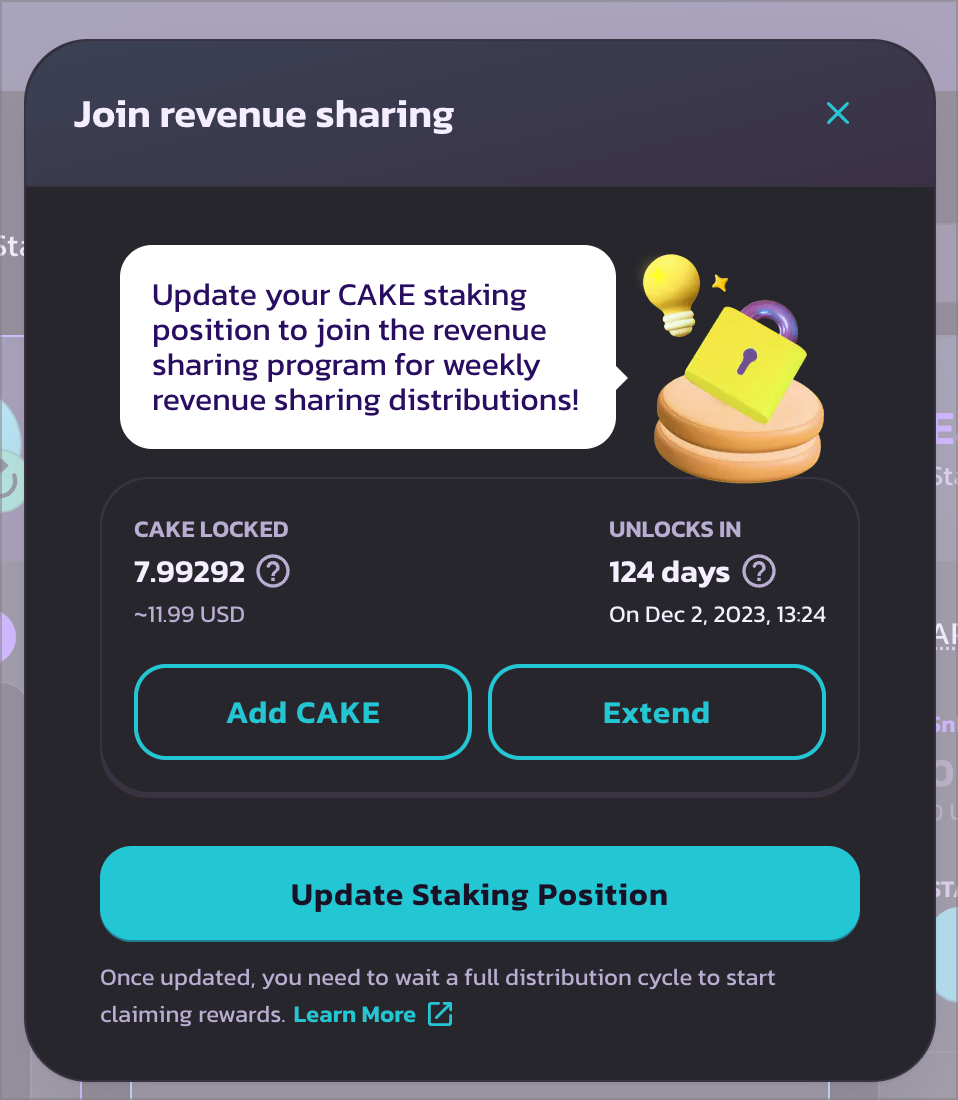 Join revenue sharing
Update your CAKE staking
position to join the revenue
sharing program for weekly
revenue sharing distributions!
CAKE LOCKED
7.99292
~11.99 USD
UNLOCKS IN
124 days
On Dec 2, 2023, 13:24
Add CAKE
Extend
Update Staking Position
Once updated, you need to wait a full distribution cycle to start
claiming rewards. Learn More